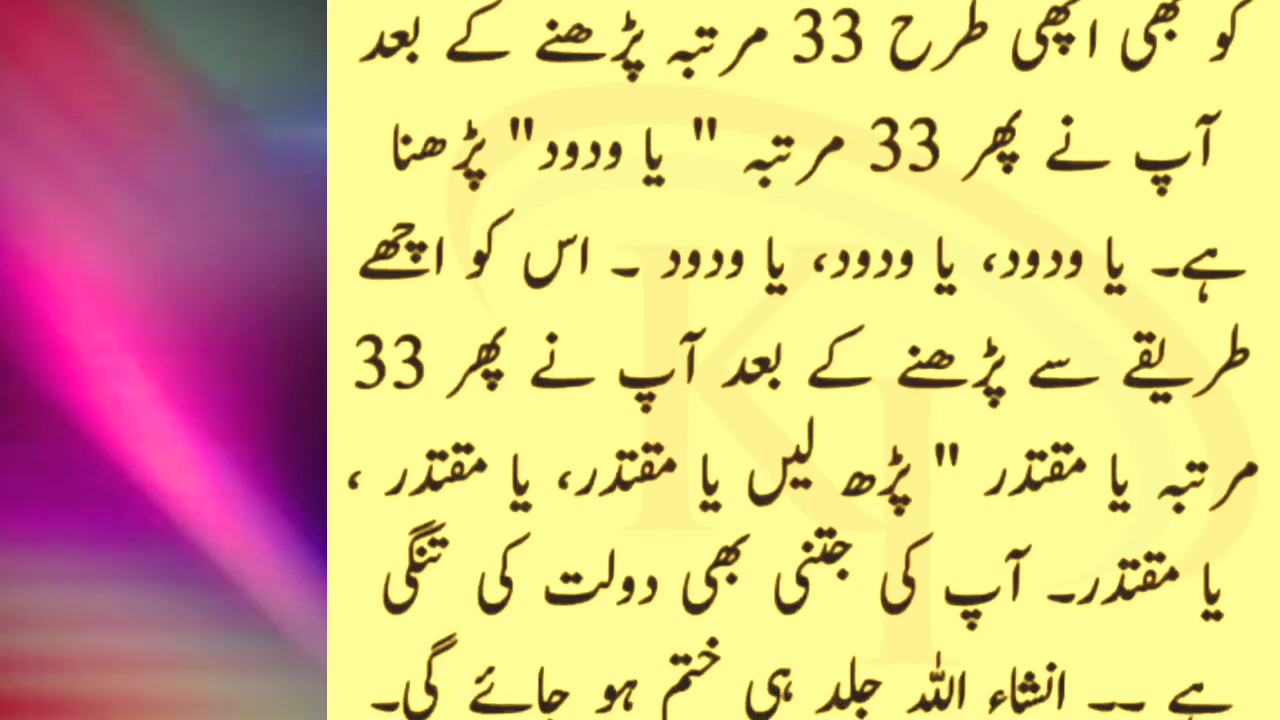 کو بھی اچھی طرح 33 مرتبہ پڑھنے کے بعد
آپ نے پھر 33 مرتبہ " یا ودود" پڑھنا
ہے۔ یا ودود، یا ودود، یا ودود ۔ اس کو اچھے
طریقے سے پڑھنے کے بعد آپ نے پھر 33
مرتبہ یا مقتدر " پڑھ لیں یا مقتدر، یا مقتدر ،
یا مقتدر۔ آپ کی جتنی بھی دولت کی تنگی
ہے ۔۔ انشاء اللہ جلد ہی ختم ہو جائے گی۔